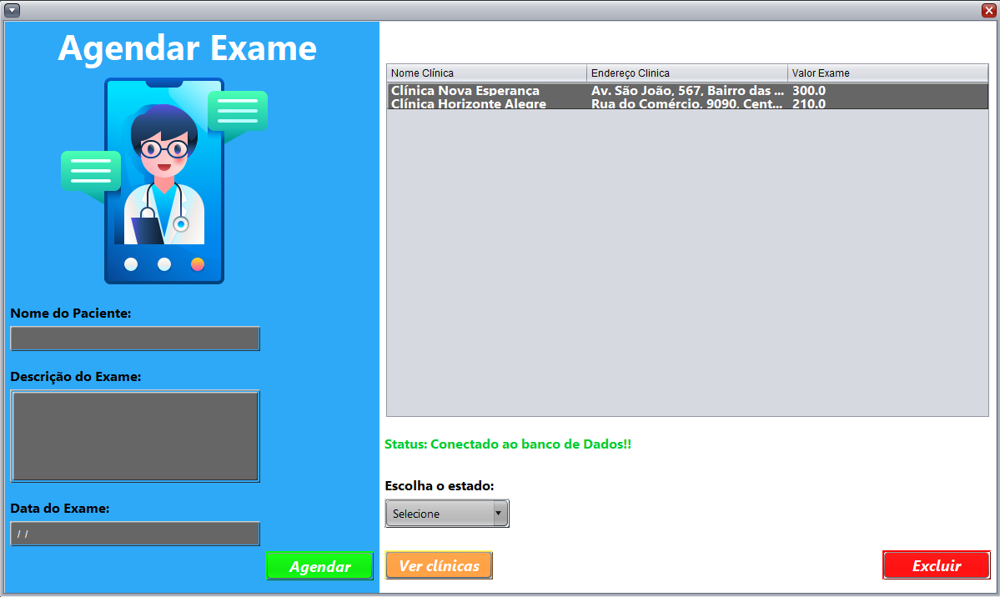 Agendar Exame
Nome do Paciente:
Descrição do Exame:
Data do Exame:
/ /
Agendar
Nome Clínica Endereço Clinica Valor Exame
Clínica Nova Esperança Av. São João, 567, Bairro das ... 300.0
Clínica Horizonte Alegre Rua do Comércio, 9090, Cent... 210.0
Status: Conectado ao banco de Dados!!
Escolha o estado:
Selecione
Ver clínicas
Excluir